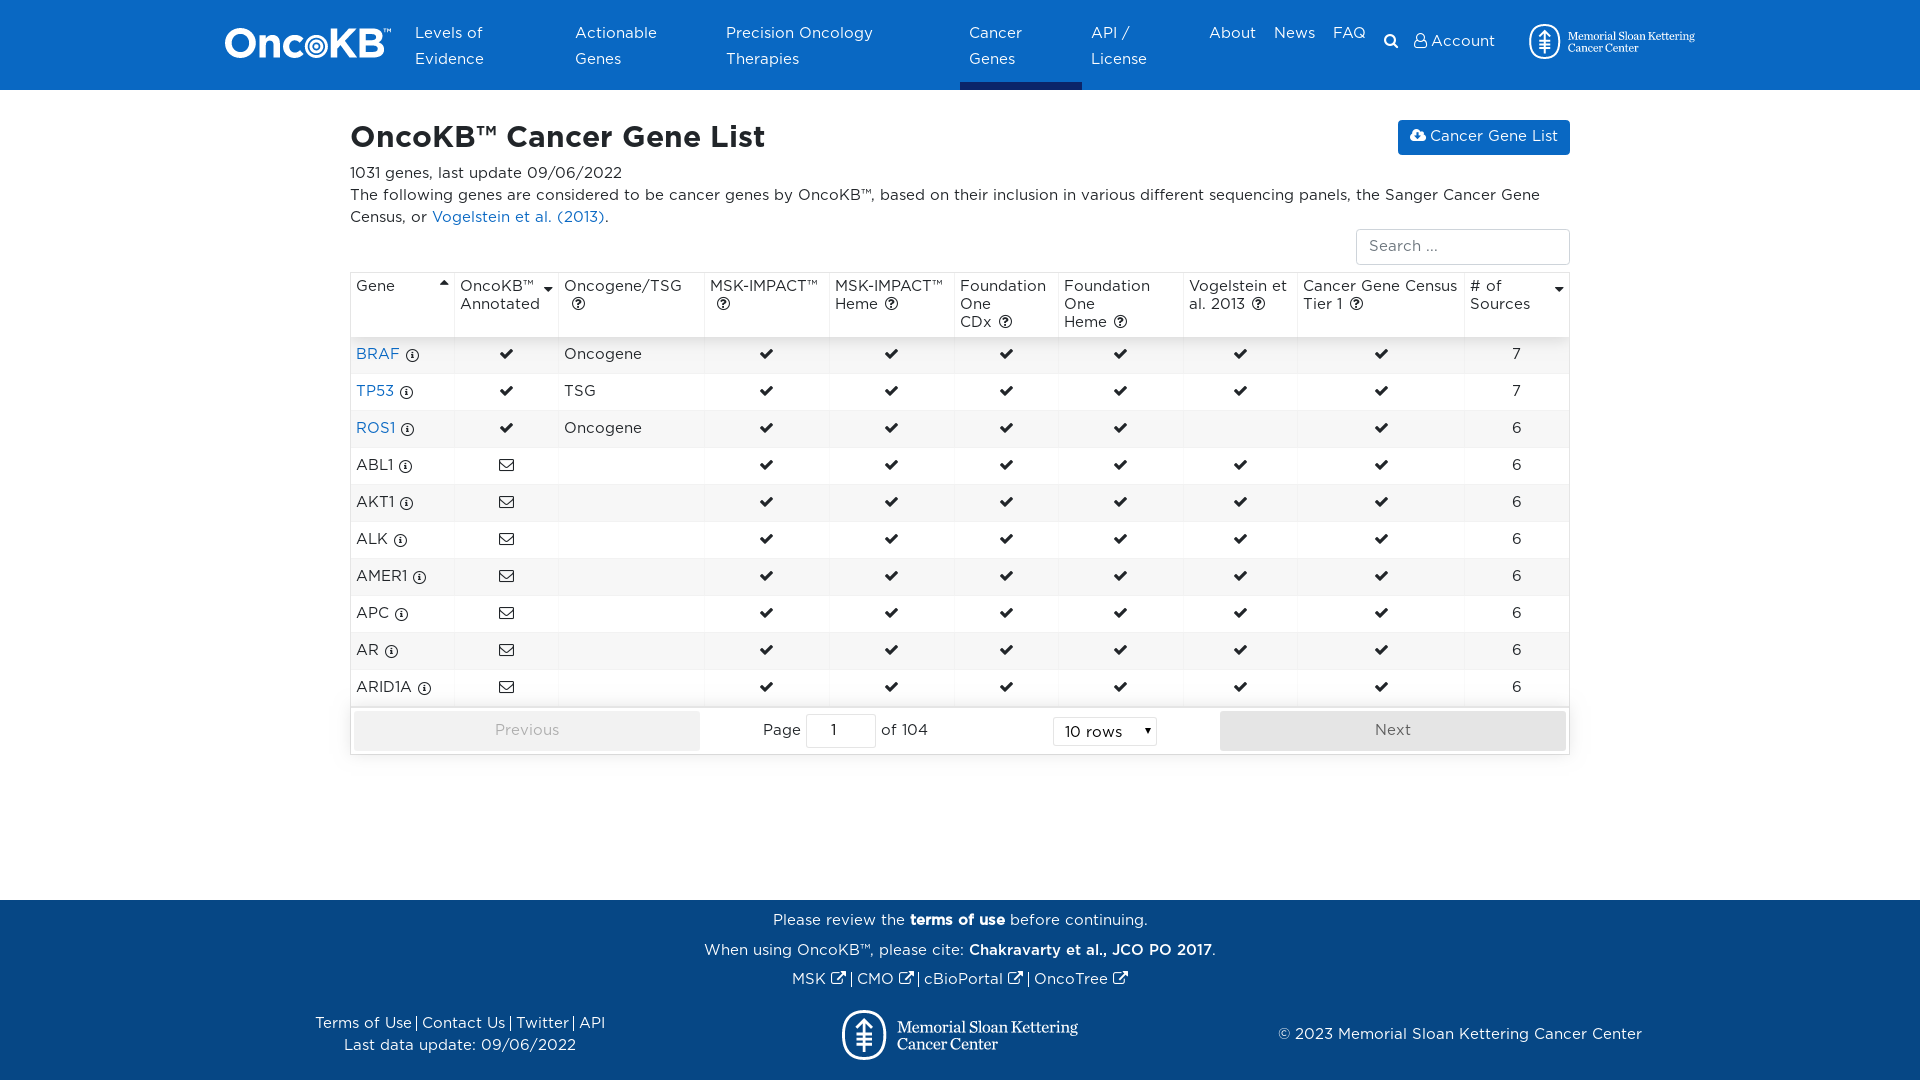 OncoKB™
Levels of Evidence
Actionable Genes
Precision Oncology Therapies
Cancer Genes
API / License
About
News
FAQ
Account
Memorial Sloan Kettering Cancer Center
OncoKB™ Cancer Gene List
Cancer Gene List
1031 genes, last update 09/06/2022
The following genes are considered to be cancer genes by OncoKB™, based on their inclusion in various different sequencing panels, the Sanger Cancer Gene
Census, or Vogelstein et al. (2013).
Search ...
Gene
OncoKB™ Annotated
Oncogene/TSG
MSK-IMPACT™
MSK-IMPACT™ Heme
Foundation One CDx
Foundation One Heme
Vogelstein et al. 2013
Cancer Gene Census Tier 1
# of Sources
BRAF Oncogene 7
TP53 TSG 7
ROS1 Oncogene 6
ABL1 6
AKT1 6
ALK 6
AMER1 6
APC 6
AR 6
ARID1A 6
Previous
Page 1 of 104
10 rows
Next
Please review the terms of use before continuing.
When using OncoKB™, please cite: Chakravarty et al., JCO PO 2017.
MSK | CMO | cBioPortal | OncoTree
Terms of Use | Contact Us | Twitter | API
Last data update: 09/06/2022
Memorial Sloan Kettering
Cancer Center
© 2023 Memorial Sloan Kettering Cancer Center